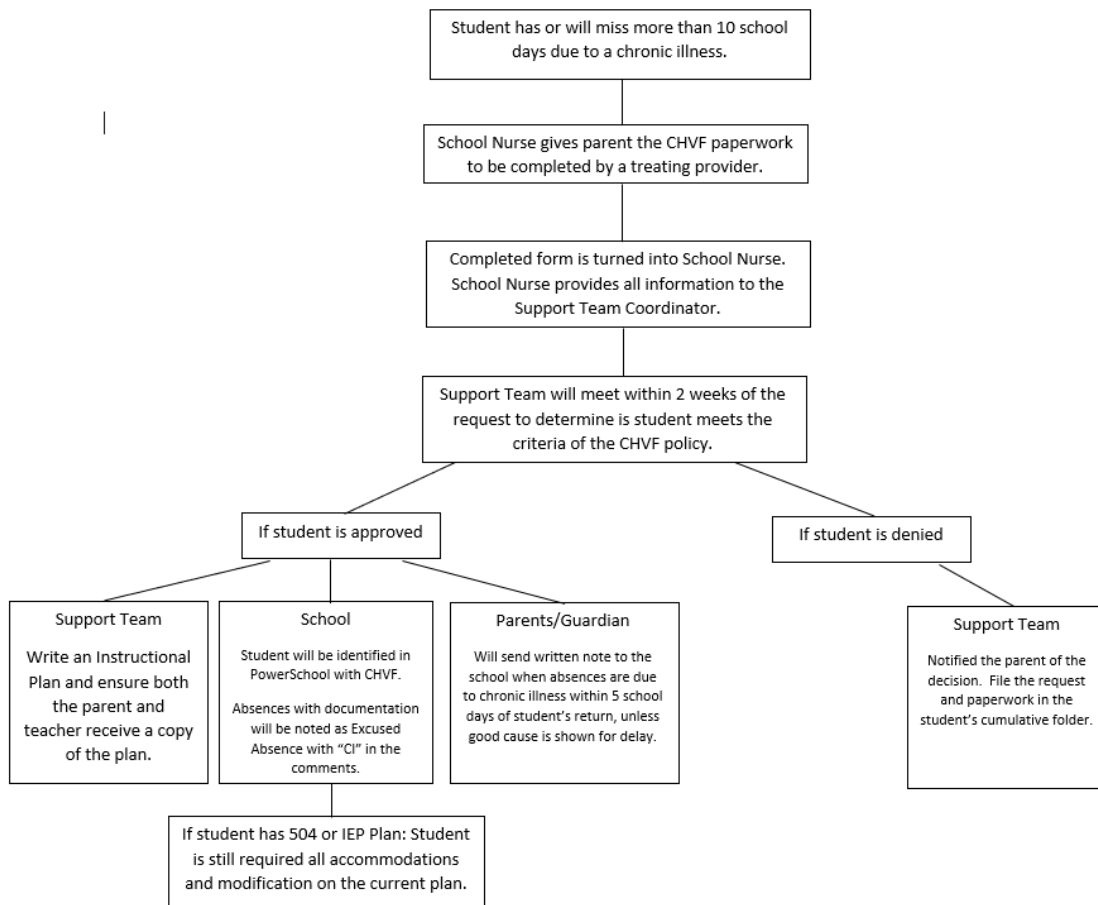 Student has or will miss more than 10 school
days due to a chronic illness.
School Nurse gives parent the CHVF paperwork
to be completed by a treating provider.
Completed form is turned into School Nurse.
School Nurse provides all information to the
Support Team Coordinator.
Support Team will meet within 2 weeks of the
request to determine is student meets the
criteria of the CHVF policy.
If student is approved
If student is denied
Support Team
Write an Instructional
Plan and ensure both
the parent and
teacher receive a copy
of the plan.
School
Student will be identified in
PowerSchool with CHVF.
Absences with documentation
will be noted as Excused
Absence with “CI” in the
comments.
Parents/Guardian
Will send written note to the
school when absences are due
to chronic illness within 5 school
days of student’s return, unless
good cause is shown for delay.
Support Team
Notified the parent of the
decision.  File the request
and paperwork in the
student’s cumulative folder.
If student has 504 or IEP Plan: Student
is still required all accommodations
and modification on the current plan.